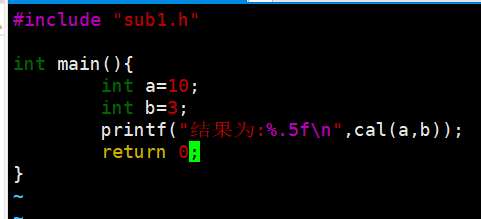 #include "sub1.h"
int main(){
int a=10;
int b=3;
printf("结果为:%.5f\n",cal(a,b));
return 0;
}
~
~